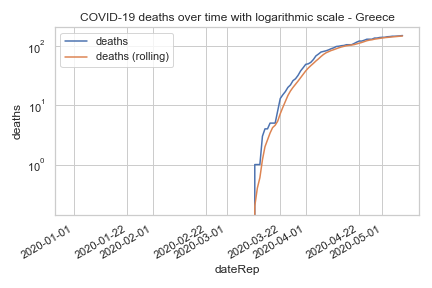 COVID-19 deaths over time with logarithmic scale - Greece
deaths
deaths (rolling)
10²
10¹
10⁰
deaths
2020-01-01
2020-01-22
2020-02-01
2020-02-22
2020-03-01
2020-03-22
2020-04-01
2020-04-22
2020-05-01
dateRep